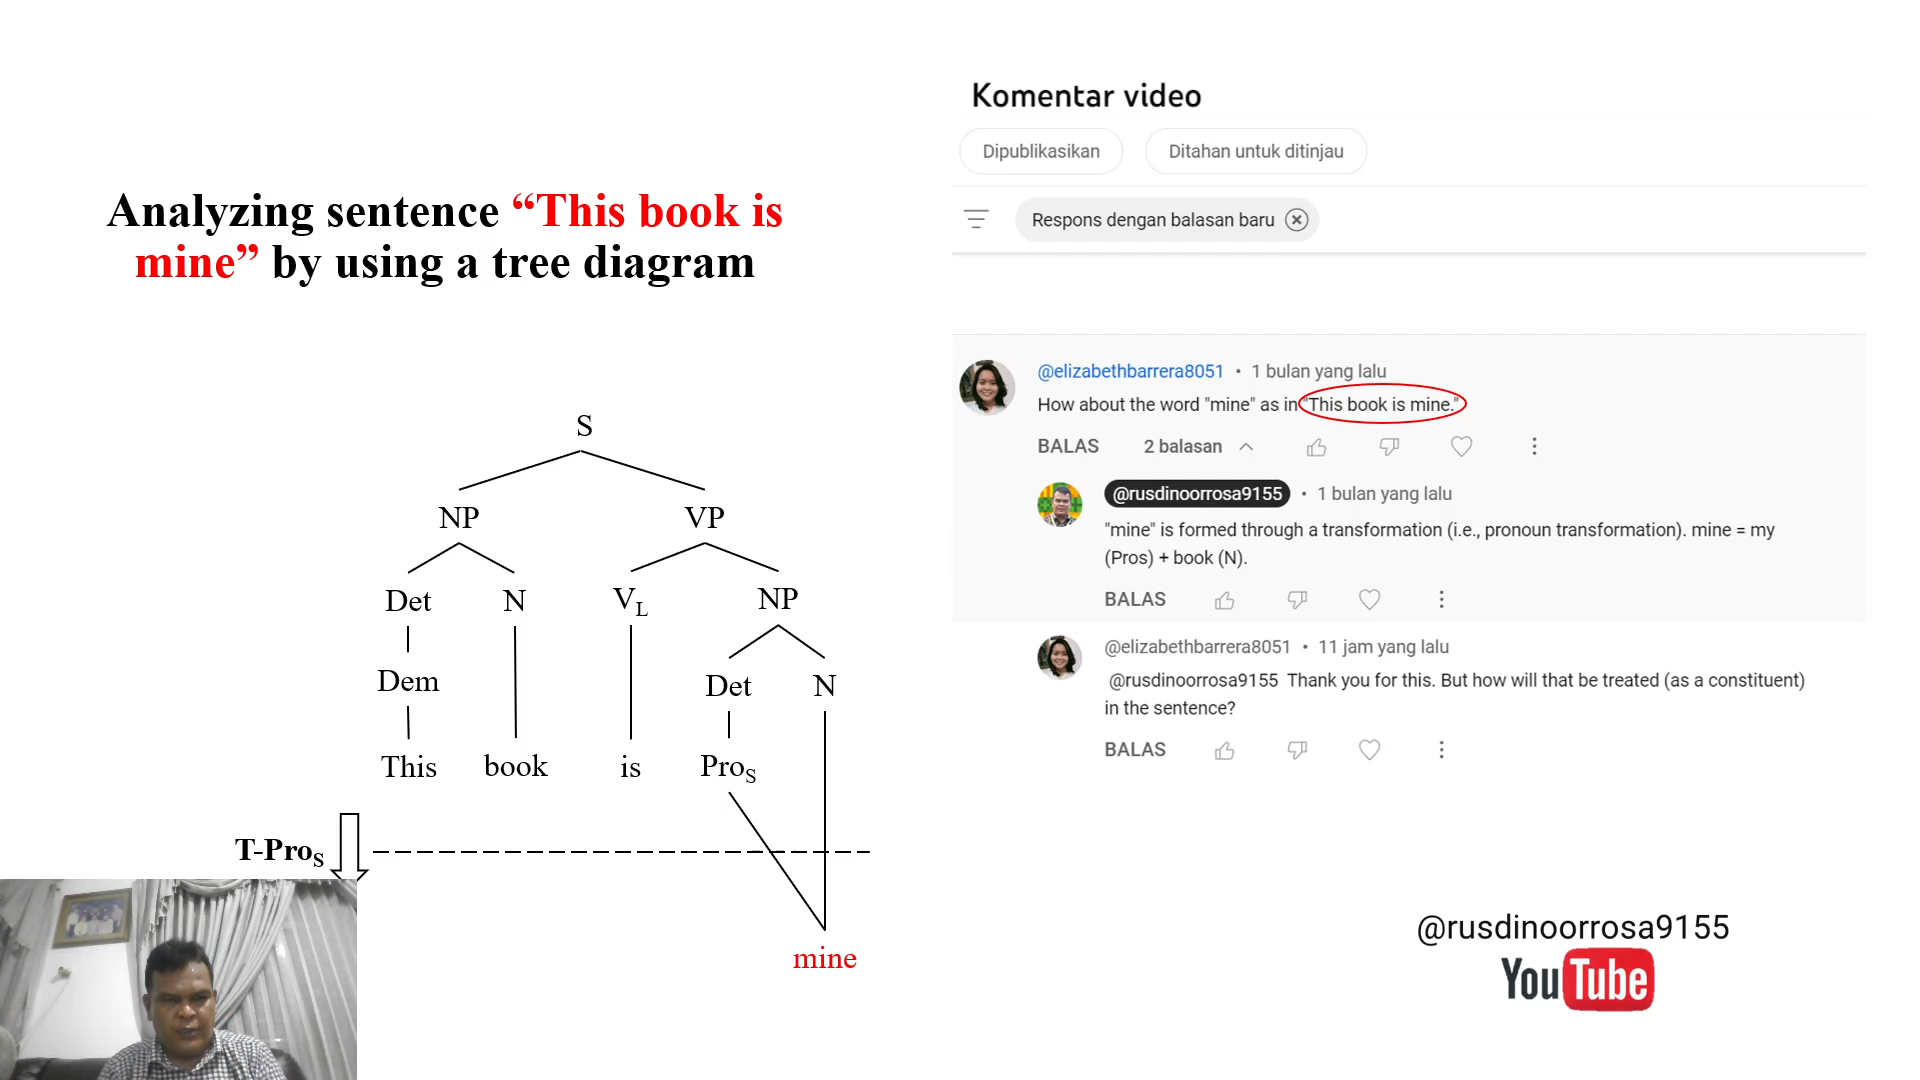 Analyzing sentence “This book is
mine” by using a tree diagram
S
NP VP
Det N VL NP
Dem Det N
This book is ProS
T-ProS
mine
Komentar video
Dipublikasikan Ditahan untuk ditinjau
Respons dengan balasan baru
@elizabethbarrera8051 • 1 bulan yang lalu
How about the word "mine" as in "This book is mine."
BALAS 2 balasan
@rusdinoorrosa9155 • 1 bulan yang lalu
"mine" is formed through a transformation (i.e., pronoun transformation). mine = my
(Pros) + book (N).
BALAS
@elizabethbarrera8051 • 11 jam yang lalu
@rusdinoorrosa9155 Thank you for this. But how will that be treated (as a constituent)
in the sentence?
BALAS
@rusdinoorrosa9155
YouTube